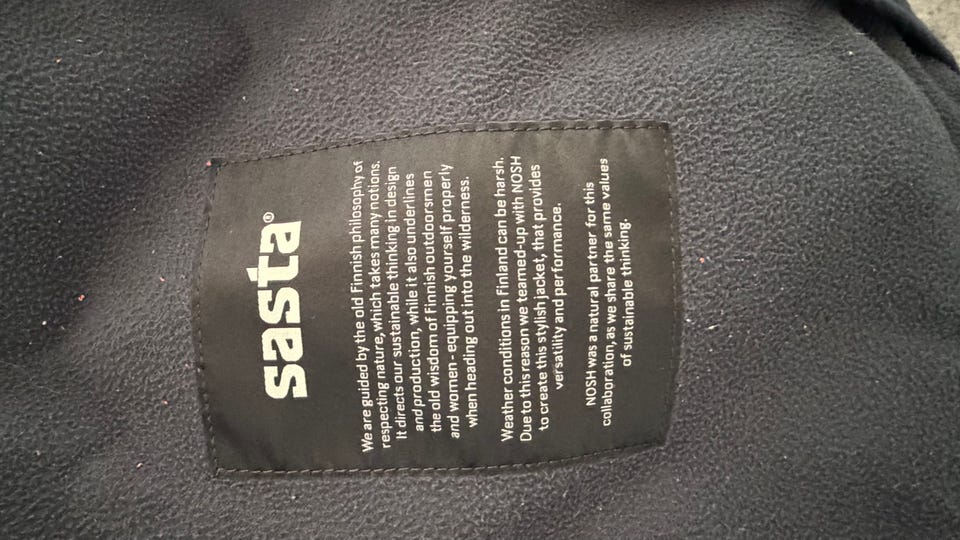 sasta®
We are guided by the old Finnish philosophy of
respecting nature, which takes many notions.
It directs our sustainable thinking in design
and production, while it also underlines
the old wisdom of Finnish outdoorsmen
and women - equipping yourself properly
when heading out into the wilderness.
Weather conditions in Finland can be harsh.
Due to this reason we teamed-up with NOSH
to create this stylish jacket, that provides
versatility and performance.
NOSH was a natural partner for this
collaboration, as we share the same values
of sustainable thinking.